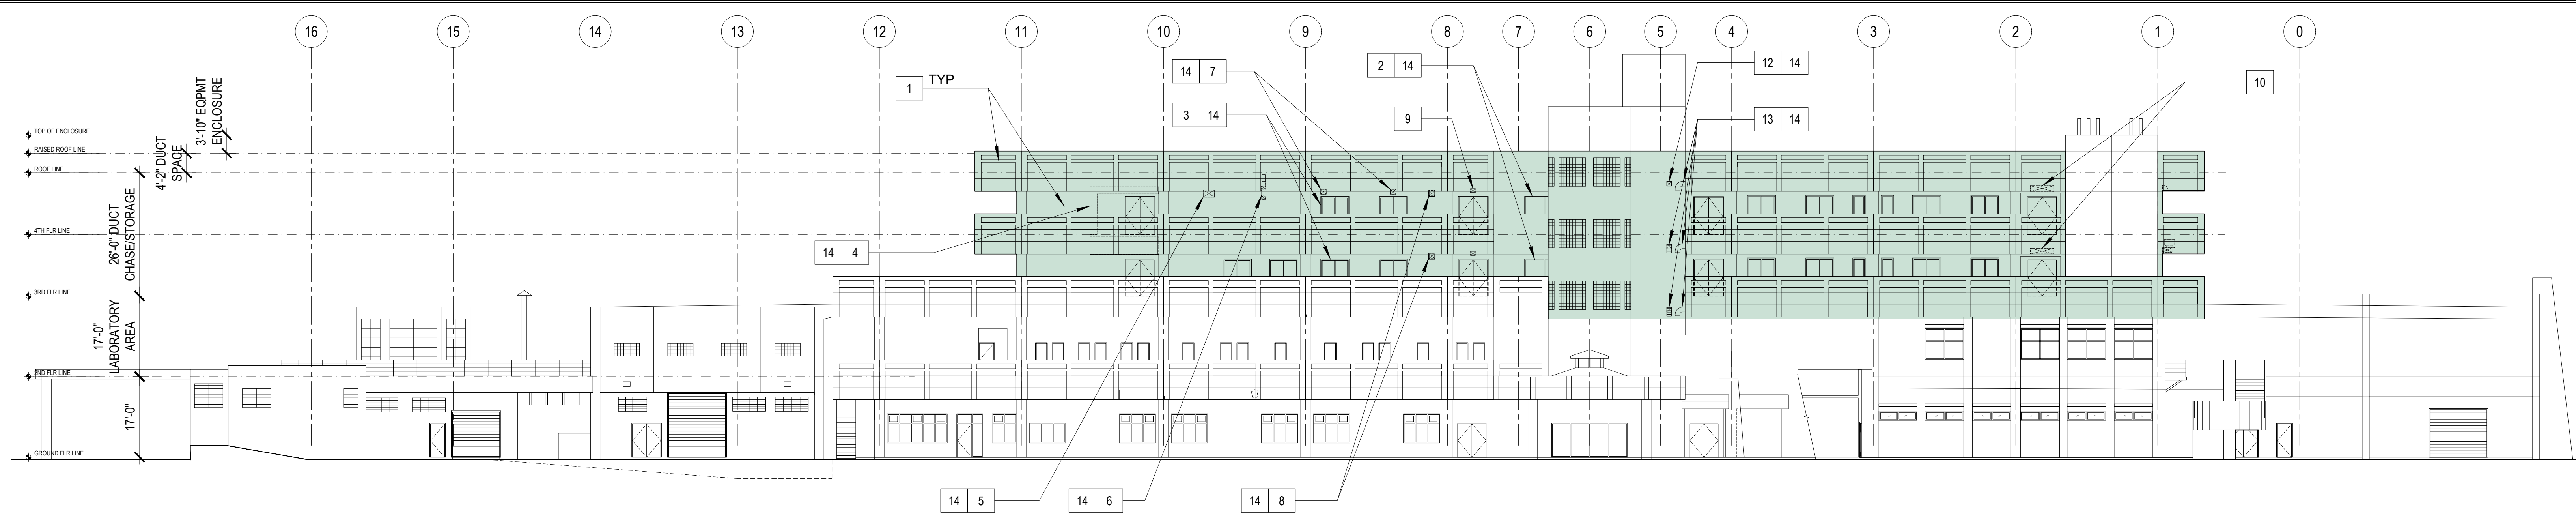 16 15 14 13 12 11 10 9 8 7 6 5 4 3 2 1 0
1 TYP
14 7
2 14
12 14
10
3 14
9
13 14
14 4
14 5
14 6
14 8
3'-10" EQPMT
ENCLOSURE
4'-2" DUCT
SPACE
26'-0" DUCT
CHASE/STORAGE
17'-0"
LABORATORY
AREA
17'-0"
TOP OF ENCLOSURE
RAISED ROOF LINE
ROOF LINE
4TH FLR LINE
3RD FLR LINE
2ND FLR LINE
GROUND FLR LINE